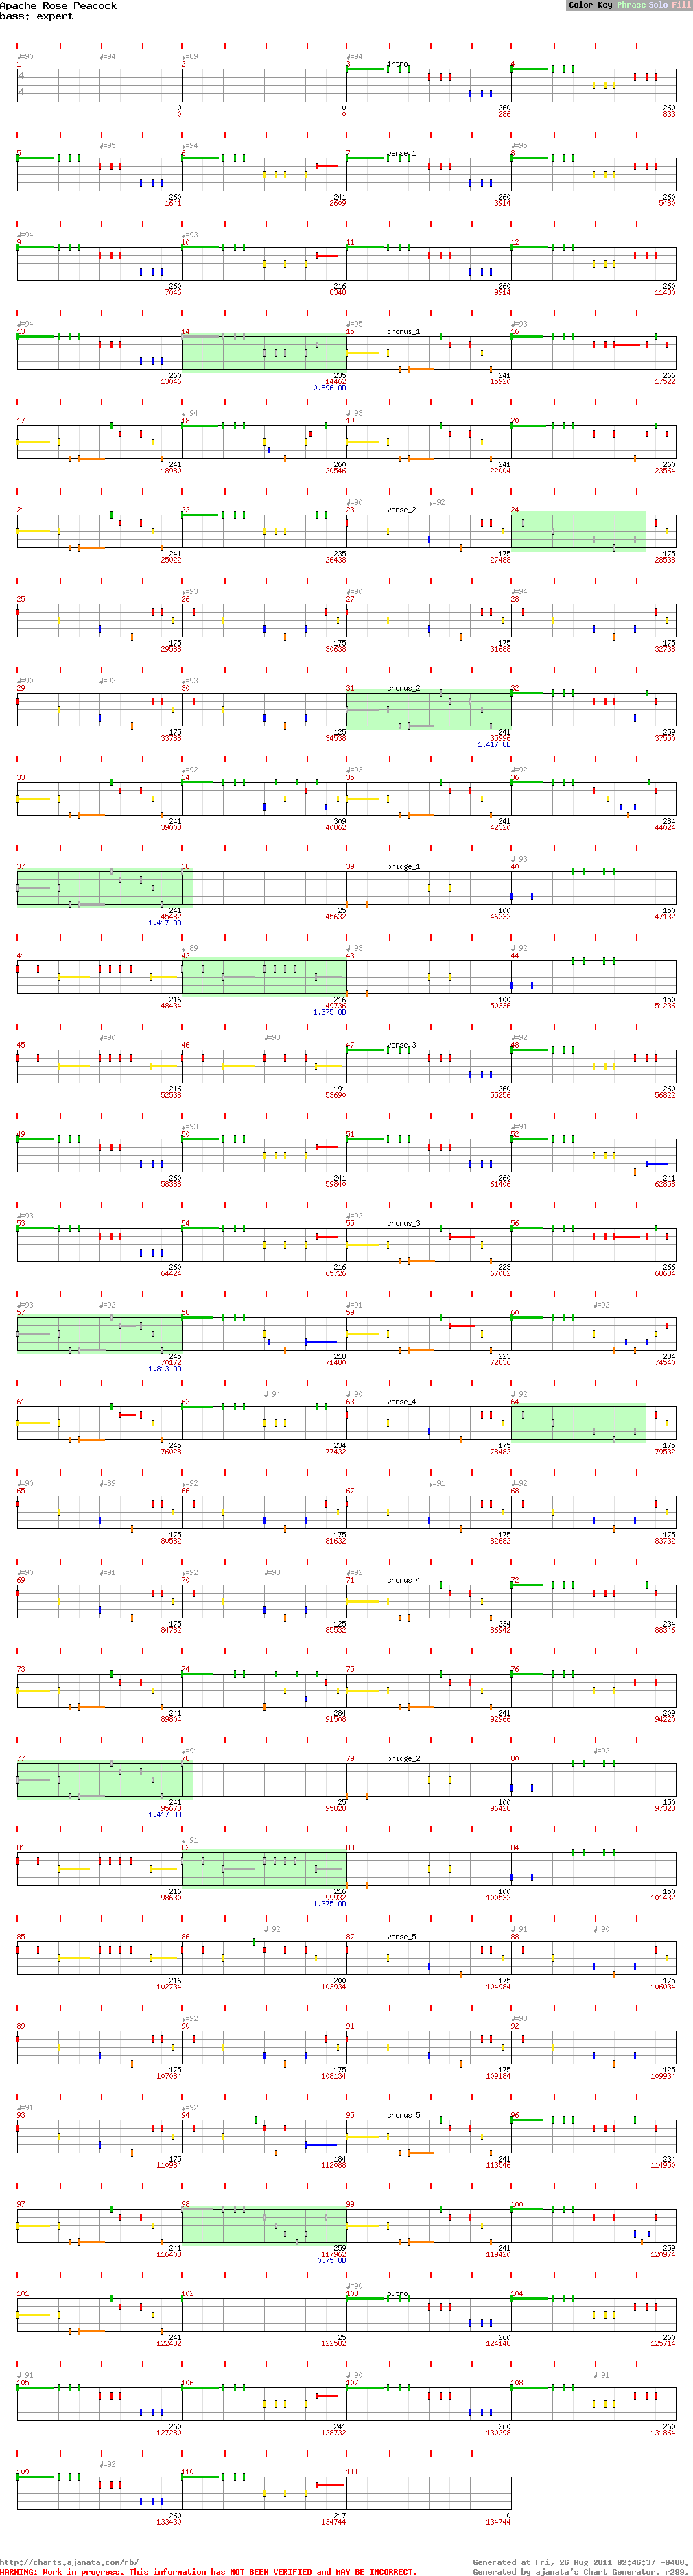 Apache Rose Peacock
Color Key Phrase Solo Fill
bass: expert
♩=90 ♩=94 ♩=89 ♩=94
1 2 3 intro 4
4
4
0 0 260 260
0 0 286 833
♩=95 ♩=94 ♩=95
5 6 7 verse_1 8
260 241 260 260
1641 2609 3914 5480
♩=94 ♩=93
9 10 11 12
260 216 260 260
7046 8348 9914 11480
♩=94 ♩=95 ♩=93
13 14 15 chorus_1 16
260 235 241 266
13046 14462 15920 17522
0.896 OD
♩=94 ♩=93
17 18 19 20
241 260 241 260
18980 20546 22004 23564
♩=90 ♩=92
21 22 23 verse_2 24
241 235 175 175
25022 26438 27488 28538
♩=93 ♩=90 ♩=94
25 26 27 28
175 175 175 175
29588 30638 31688 32738
♩=90 ♩=92 ♩=93
29 30 31 chorus_2 32
175 125 241 259
33788 34538 35996 37550
1.417 OD
♩=92 ♩=93 ♩=92
33 34 35 36
241 309 241 284
39008 40862 42320 44024
♩=93
37 38 39 bridge_1 40
241 25 100 150
45482 45632 46232 47132
1.417 OD
♩=89 ♩=93 ♩=92
41 42 43 44
216 216 100 150
48434 49736 50336 51236
1.375 OD
♩=90 ♩=93 ♩=92
45 46 47 verse_3 48
216 191 260 260
52538 53690 55256 56822
♩=93 ♩=91
49 50 51 52
260 241 260 241
58388 59840 61406 62858
♩=93 ♩=92
53 54 55 chorus_3 56
260 216 223 266
64424 65726 67082 68684
♩=93 ♩=92 ♩=91 ♩=92
57 58 59 60
245 218 223 284
70172 71480 72836 74540
1.813 OD
♩=94 ♩=90 ♩=92
61 62 63 verse_4 64
245 234 175 175
76028 77432 78482 79532
♩=90 ♩=89 ♩=92 ♩=91 ♩=92
65 66 67 68
175 175 175 175
80582 81632 82682 83732
♩=90 ♩=91 ♩=92 ♩=93 ♩=92
69 70 71 chorus_4 72
175 125 234 234
84782 85532 86942 88346
73 74 75 76
241 284 241 209
89804 91508 92966 94220
♩=91 ♩=92
77 78 79 bridge_2 80
241 25 100 150
95678 95828 96428 97328
1.417 OD
♩=91
81 82 83 84
216 216 100 150
98630 99932 100532 101432
1.375 OD
♩=92 ♩=91 ♩=90
85 86 87 verse_5 88
216 200 175 175
102734 103934 104984 106034
♩=92 ♩=93
89 90 91 92
175 175 175 125
107084 108134 109184 109934
♩=91 ♩=92
93 94 95 chorus_5 96
175 184 241 234
110984 112088 113546 114950
97 98 99 100
241 259 241 259
116408 117962 119420 120974
0.75 OD
♩=90
101 102 103 outro 104
241 25 260 260
122432 122582 124148 125714
♩=91 ♩=90 ♩=91
105 106 107 108
260 241 260 260
127280 128732 130298 131864
♩=92
109 110 111
260 217 0
133430 134744 134744
http://charts.ajanata.com/rb/
Generated at Fri, 26 Aug 2011 02:46:37 -0400.
WARNING: Work in progress. This information has NOT BEEN VERIFIED and MAY BE INCORRECT.
Generated by ajanata's Chart Generator, r299.